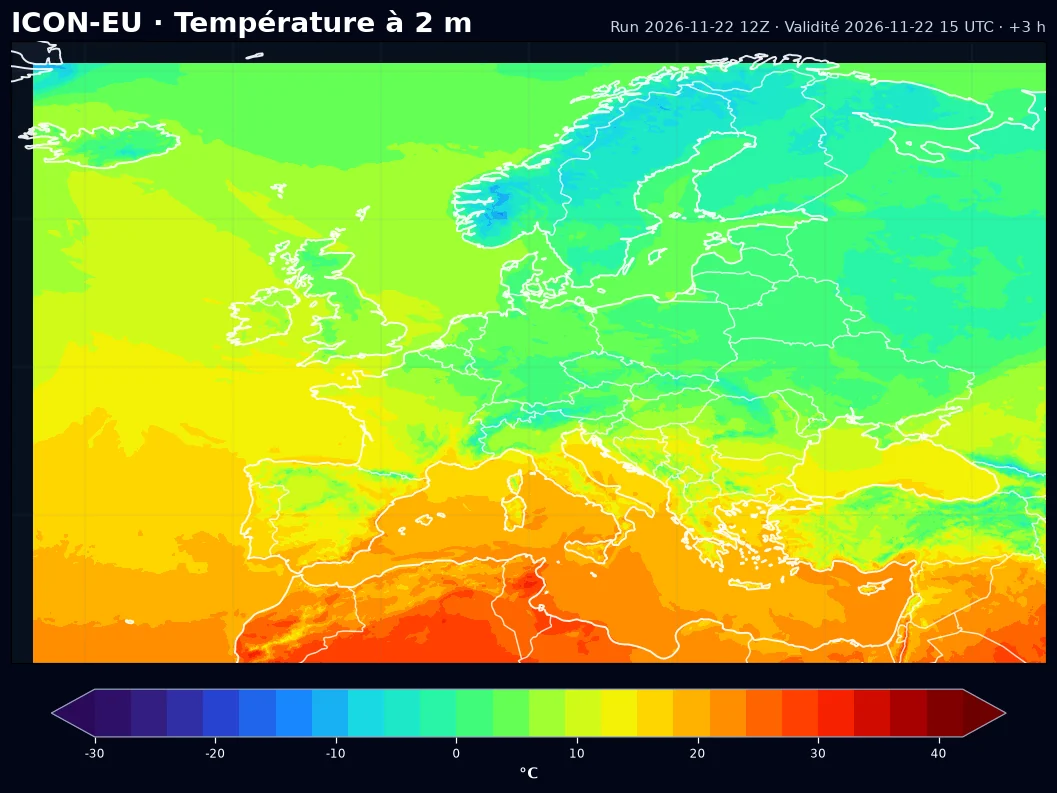 ICON-EU · Température à 2 m
Run 2026-11-22 12Z · Validité 2026-11-22 15 UTC · +3 h
-30 -20 -10 0 10 20 30 40
°C